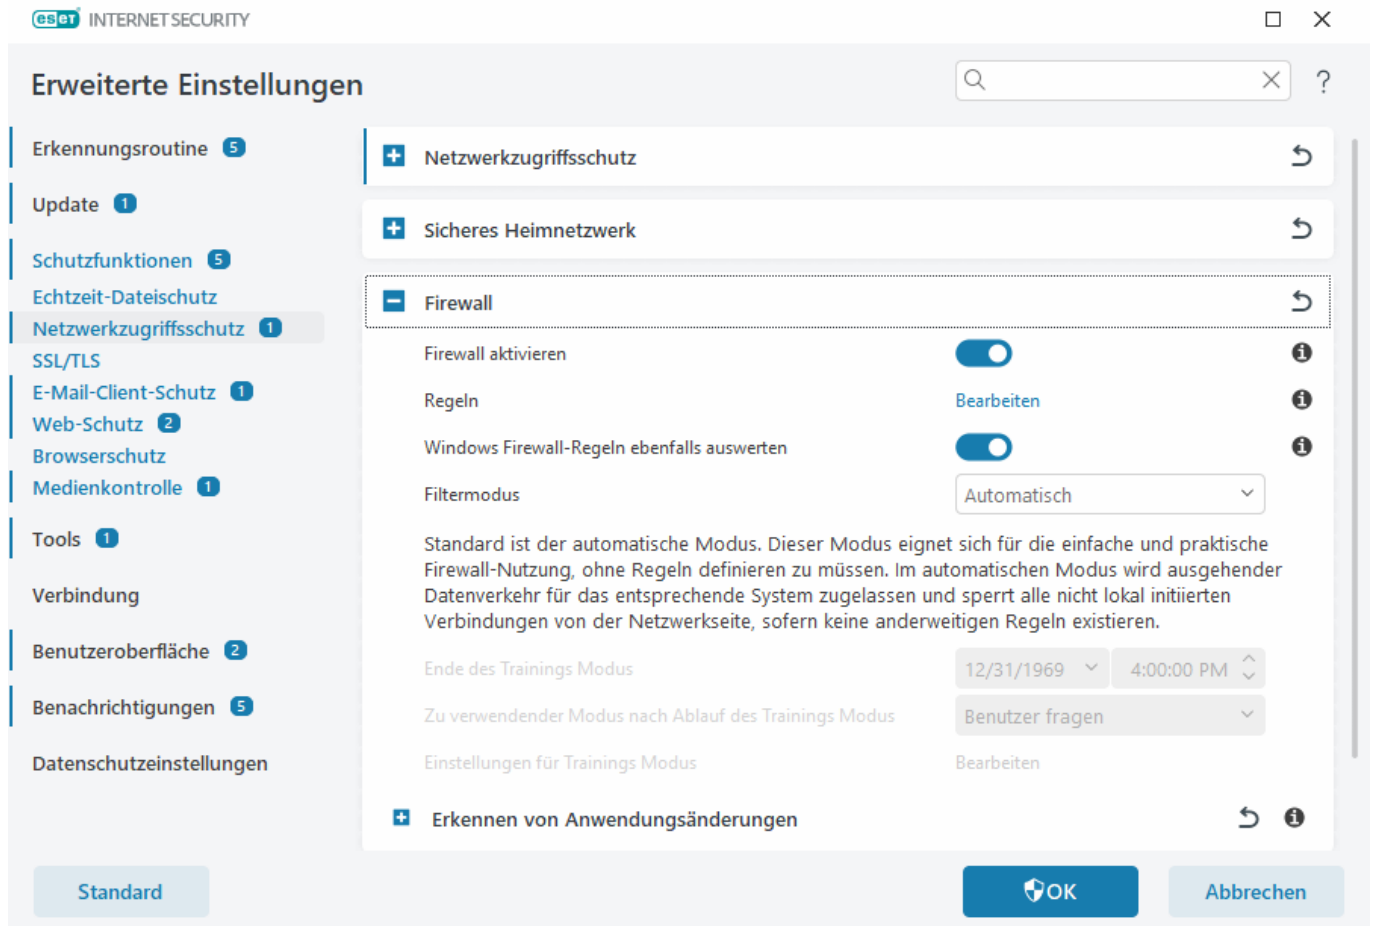 eset INTERNET SECURITY
Erweiterte Einstellungen
?
Erkennungsroutine 5
Update 1
Schutzfunktionen 5
Echtzeit-Dateischutz
Netzwerkzugriffsschutz 1
SSL/TLS
E-Mail-Client-Schutz 1
Web-Schutz 2
Browserschutz
Medienkontrolle 1
Tools 1
Verbindung
Benutzeroberfläche 2
Benachrichtigungen 5
Datenschutzeinstellungen
Netzwerkzugriffsschutz
Sicheres Heimnetzwerk
Firewall
Firewall aktivieren
Regeln Bearbeiten
Windows Firewall-Regeln ebenfalls auswerten
Filtermodus Automatisch
Standard ist der automatische Modus. Dieser Modus eignet sich für die einfache und praktische
Firewall-Nutzung, ohne Regeln definieren zu müssen. Im automatischen Modus wird ausgehender
Datenverkehr für das entsprechende System zugelassen und sperrt alle nicht lokal initiierten
Verbindungen von der Netzwerkseite, sofern keine anderweitigen Regeln existieren.
Ende des Trainings Modus 12/31/1969 4:00:00 PM
Zu verwendender Modus nach Ablauf des Trainings Modus Benutzer fragen
Einstellungen für Trainings Modus Bearbeiten
Erkennen von Anwendungsänderungen
Standard OK Abbrechen